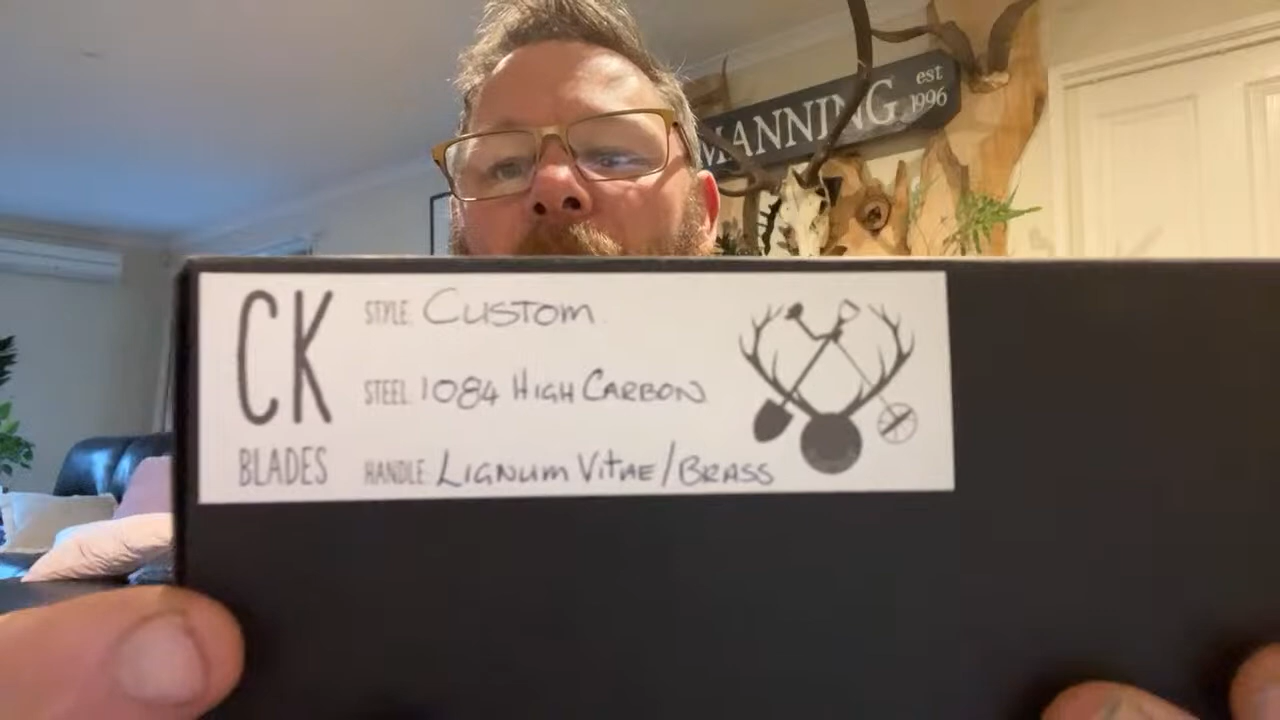 MANNING
est
1996
CK
BLADES
STYLE: Custom
STEEL: 1084 HIGH CARBON
HANDLE: LIGNUM VITAE/BRASS